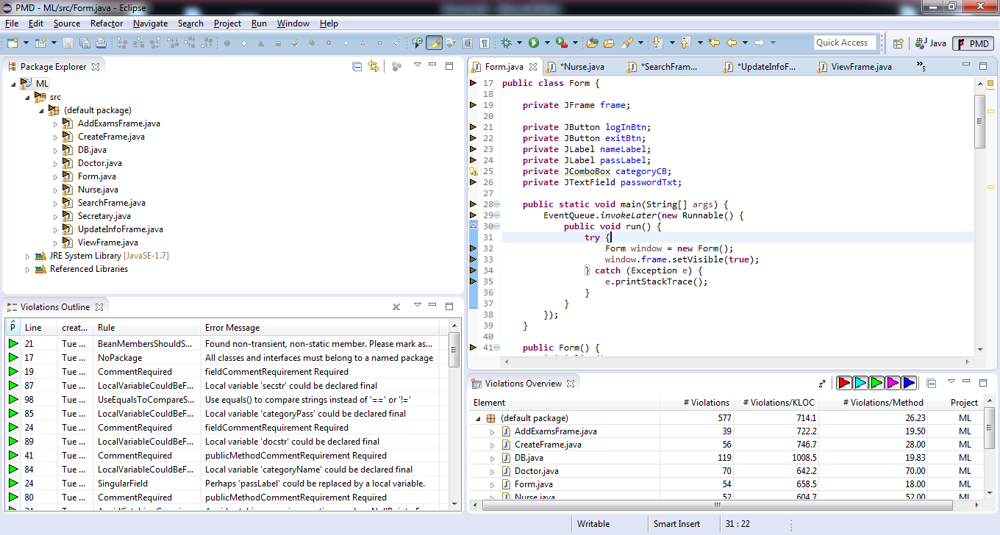 PMD - ML/src/Form.java - Eclipse
File Edit Source Refactor Navigate Search Project Run Window Help
Quick Access Java PMD
Package Explorer
ML
src
(default package)
AddExamsFrame.java
CreateFrame.java
DB.java
Doctor.java
Form.java
Nurse.java
SearchFrame.java
Secretary.java
UpdateInfoFrame.java
ViewFrame.java
JRE System Library [JavaSE-1.7]
Referenced Libraries
Form.java *Nurse.java *SearchFram... *UpdateInfoF... ViewFrame.java »5
17 public class Form {
18
19 private JFrame frame;
20
21 private JButton logInBtn;
22 private JButton exitBtn;
23 private JLabel nameLabel;
24 private JLabel passLabel;
25 private JComboBox categoryCB;
26 private JTextField passwordTxt;
27
28 public static void main(String[] args) {
29 EventQueue.invokeLater(new Runnable() {
30 public void run() {
31 try {
32 Form window = new Form();
33 window.frame.setVisible(true);
34 } catch (Exception e) {
35 e.printStackTrace();
36 }
37 }
38 });
39 }
40
41 public Form() {
Violations Outline
P Line creat... Rule Error Message
21 Tue ... BeanMembersShouldS... Found non-transient, non-static member. Please mark as...
17 Tue ... NoPackage All classes and interfaces must belong to a named package
19 Tue ... CommentRequired fieldCommentRequirement Required
87 Tue ... LocalVariableCouldBeF... Local variable 'secstr' could be declared final
98 Tue ... UseEqualsToCompareS... Use equals() to compare strings instead of '==' or '!='
85 Tue ... LocalVariableCouldBeF... Local variable 'categoryPass' could be declared final
24 Tue ... CommentRequired fieldCommentRequirement Required
89 Tue ... LocalVariableCouldBeF... Local variable 'docstr' could be declared final
41 Tue ... CommentRequired publicMethodCommentRequirement Required
84 Tue ... LocalVariableCouldBeF... Local variable 'categoryName' could be declared final
24 Tue ... SingularField Perhaps 'passLabel' could be replaced by a local variable.
80 Tue ... CommentRequired publicMethodCommentRequirement Required
Violations Overview
Element # Violations # Violations/KLOC # Violations/Method Project
(default package) 577 714.1 26.23 ML
AddExamsFrame.java 39 722.2 19.50 ML
CreateFrame.java 56 746.7 28.00 ML
DB.java 119 1008.5 19.83 ML
Doctor.java 70 642.2 70.00 ML
Form.java 54 658.5 18.00 ML
Nurse.java 52 604.7 52.00 ML
Writable Smart Insert 31 : 22